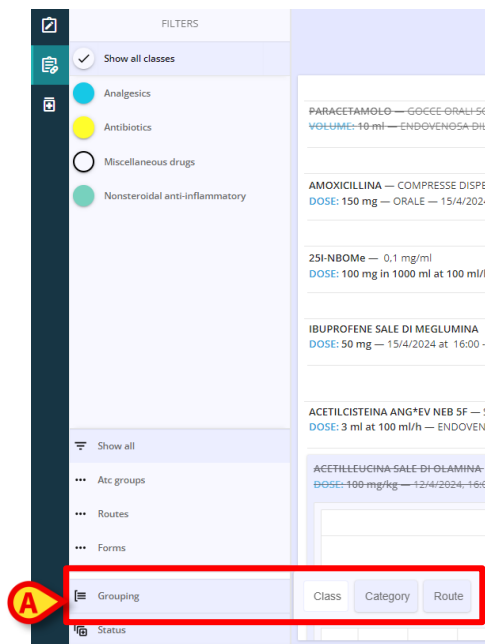 FILTERS
Show all classes
Analgesics
Antibiotics
Miscellaneous drugs
Nonsteroidal anti-inflammatory
PARACETAMOLO — GOCCE ORALI
VOLUME: 10 ml — ENDOVENOSA
AMOXICILLINA — COMPRESSE
DOSE: 150 mg — ORALE — 15/4/2024
25I-NBOMe — 0,1 mg/ml
DOSE: 100 mg in 1000 ml at 100 ml/
IBUPROFENE SALE DI MEGLUMINA
DOSE: 50 mg — 15/4/2024 at 16:00 -
ACETILCISTEINA ANG*EV NEB 5F —
DOSE: 3 ml at 100 ml/h —
ACETILLEUCINA SALE DI OLAMINA
DOSE: 100 mg/kg — 12/4/2024,
Show all
Atc groups
Routes
Forms
A
Grouping
Class Category Route
Status